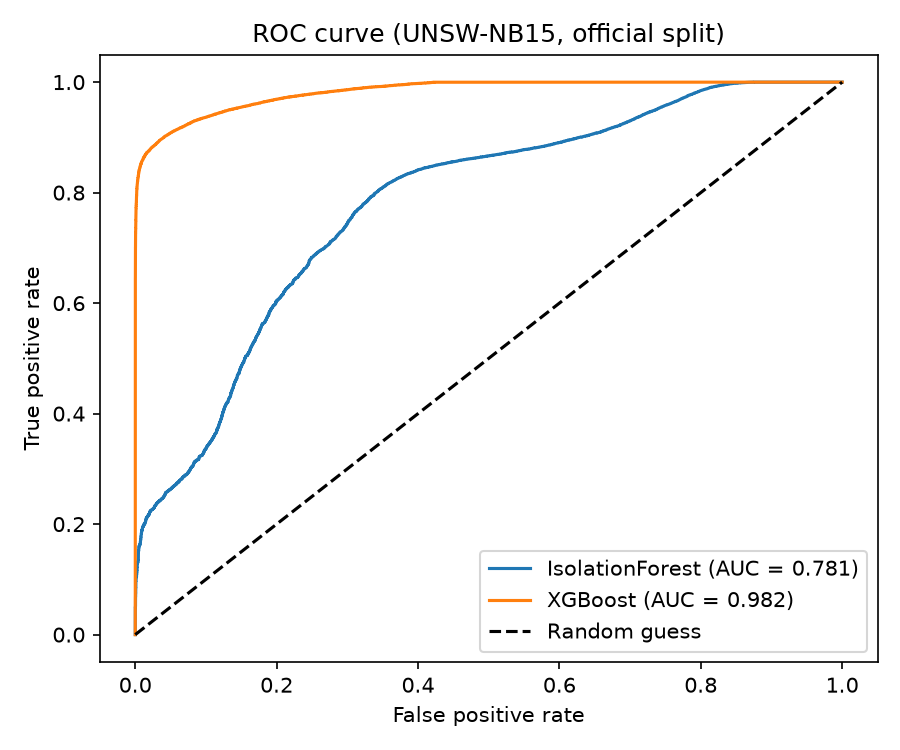 ROC curve (UNSW-NB15, official split)
True positive rate
1.0
0.8
0.6
0.4
0.2
0.0
0.0 0.2 0.4 0.6 0.8 1.0
False positive rate
IsolationForest (AUC = 0.781)
XGBoost (AUC = 0.982)
Random guess